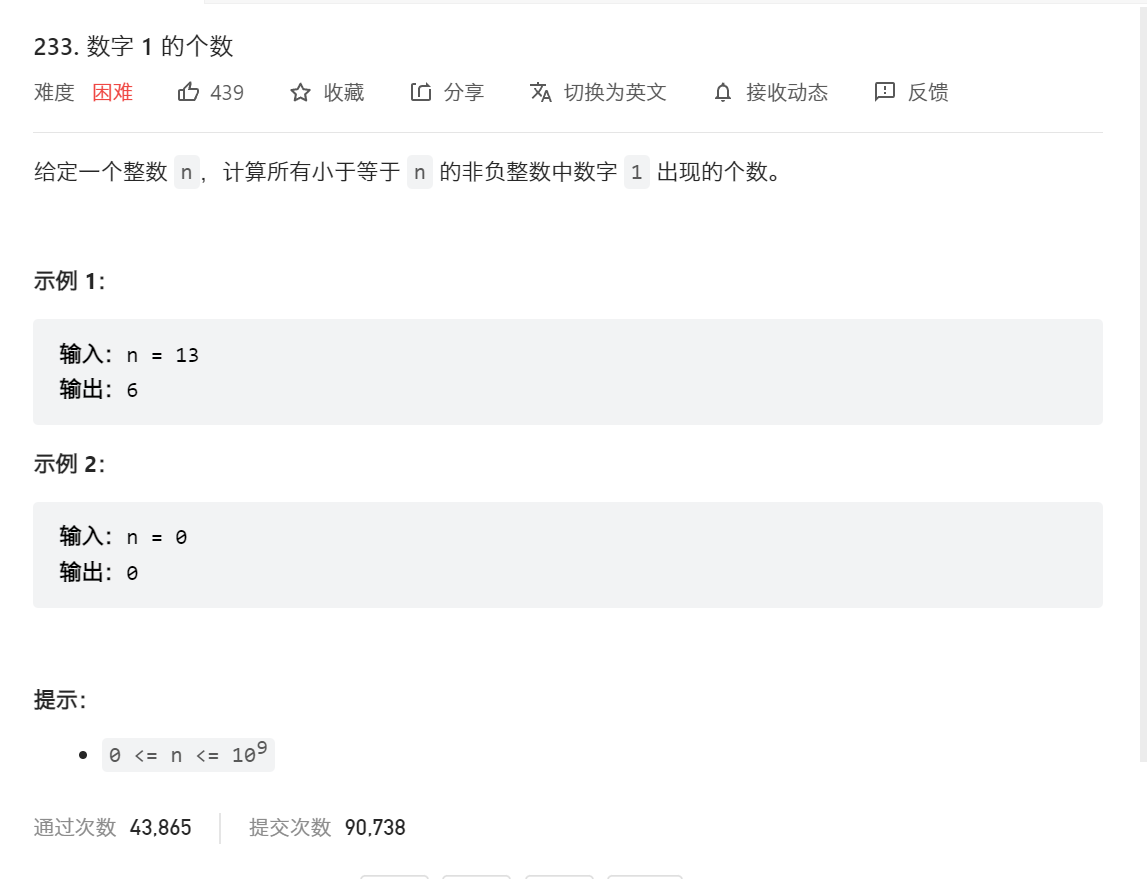 233. 数字 1 的个数
难度 困难 439 收藏 分享 切换为英文 接收动态 反馈
给定一个整数 n，计算所有小于等于 n 的非负整数中数字 1 出现的个数。
示例 1：
输入：n = 13
输出：6
示例 2：
输入：n = 0
输出：0
提示：
0 <= n <= 10⁹
通过次数 43,865 提交次数 90,738